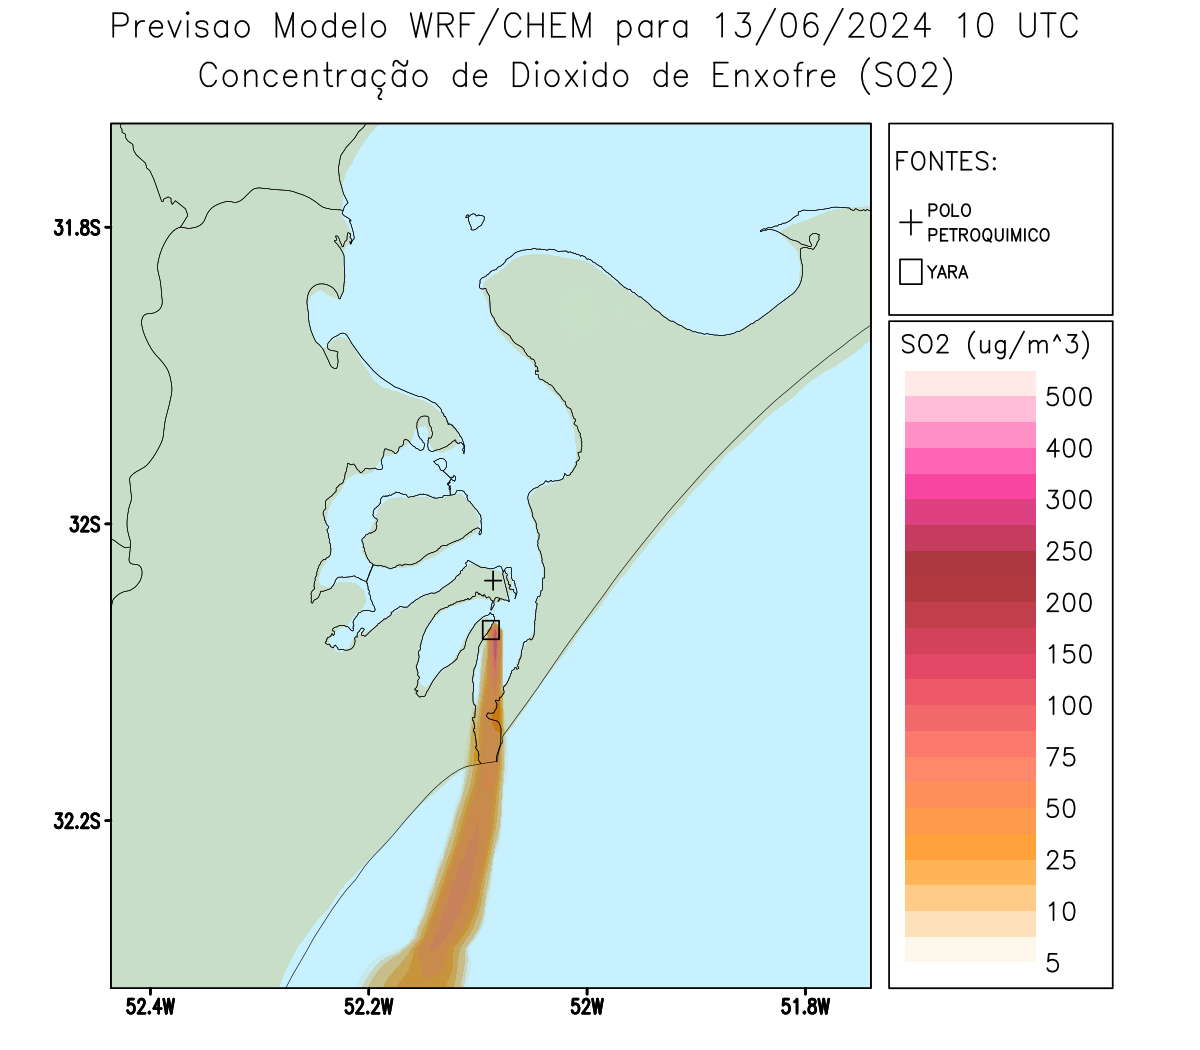 Previsao Modelo WRF/CHEM para 13/06/2024 10 UTC
Concentração de Dioxido de Enxofre (SO2)
FONTES:
POLO
PETROQUIMICO
YARA
SO2 (ug/m^3)
500
400
300
250
200
150
100
75
50
25
10
5
31.8S
32S
32.2S
52.4W
52.2W
52W
51.8W